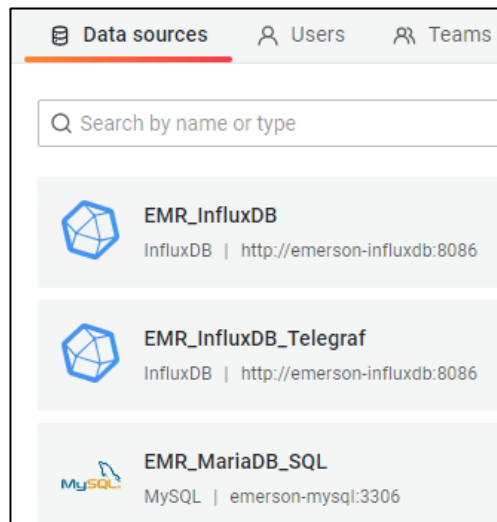 Data sources Users Teams
Search by name or type
EMR_InfluxDB
InfluxDB | http://emerson-influxdb:8086
EMR_InfluxDB_Telegraf
InfluxDB | http://emerson-influxdb:8086
EMR_MariaDB_SQL
MySQL
MySQL | emerson-mysql:3306